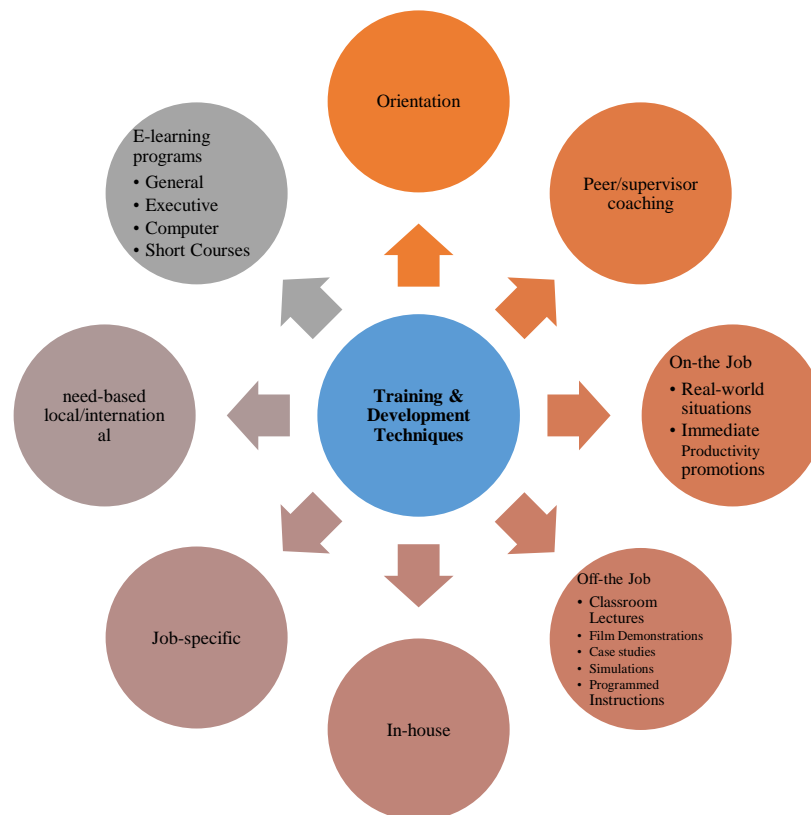 Orientation
Peer/supervisor
coaching
On-the Job
• Real-world
situations
• Immediate
Productivity
promotions
Off-the Job
• Classroom
Lectures
• Film Demonstrations
• Case studies
• Simulations
• Programmed
Instructions
In-house
Job-specific
need-based
local/internation
al
E-learning
programs
• General
• Executive
• Computer
• Short Courses
Training &
Development
Techniques